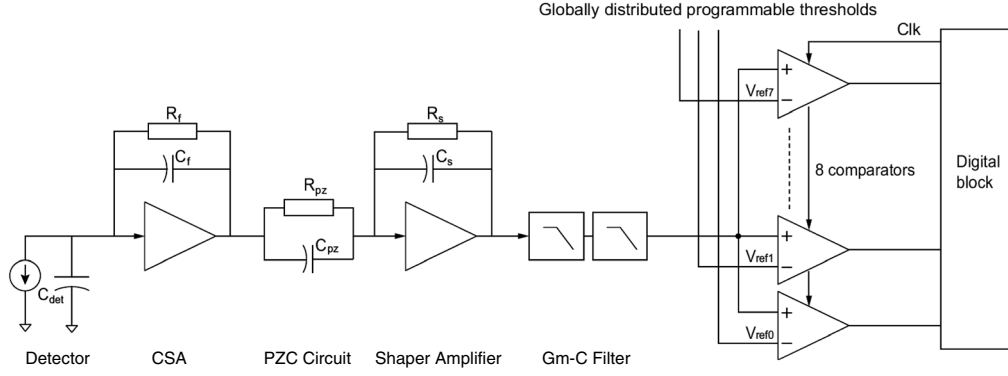 Globally distributed programmable thresholds
Clk
+
Vref7
−
Rf
Cf
Rs
Cs
8 comparators
Digital
block
Rpz
Cpz
+
Vref1
−
Cdet
+
Vref0
−
Detector
CSA
PZC Circuit
Shaper Amplifier
Gm-C Filter